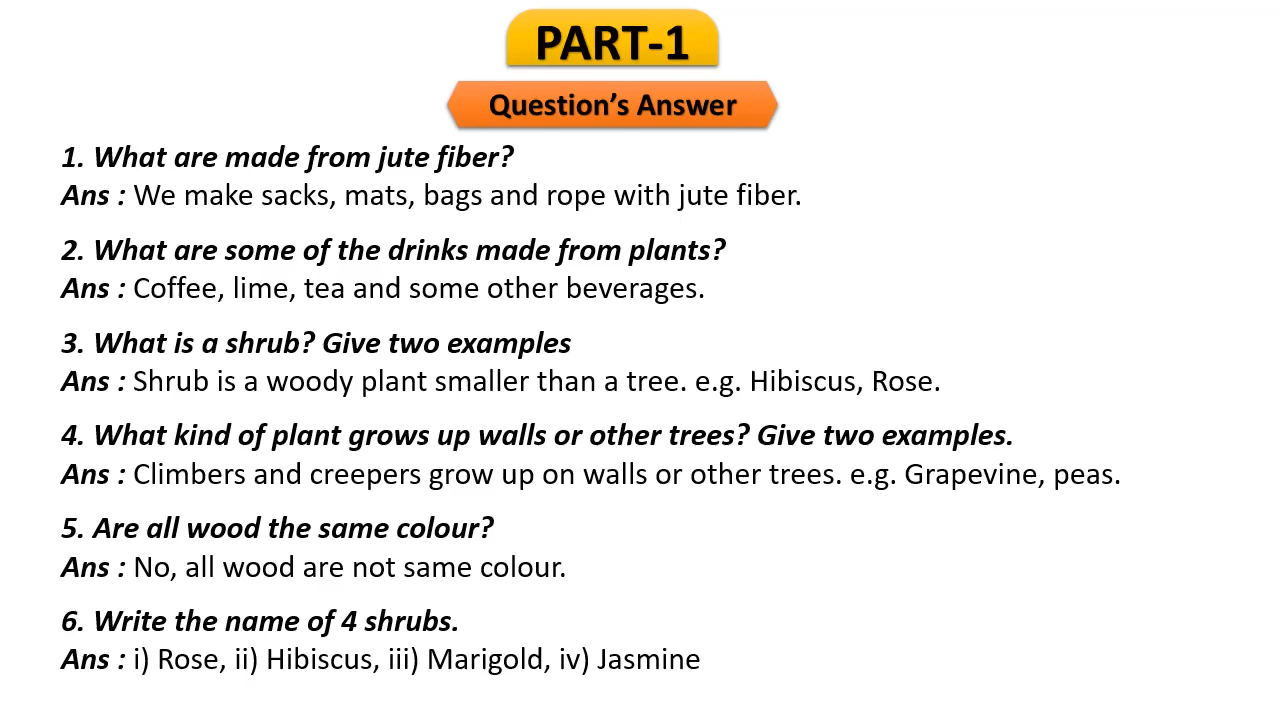 PART-1
Question’s Answer
1. What are made from jute fiber?
Ans : We make sacks, mats, bags and rope with jute fiber.
2. What are some of the drinks made from plants?
Ans : Coffee, lime, tea and some other beverages.
3. What is a shrub? Give two examples
Ans : Shrub is a woody plant smaller than a tree. e.g. Hibiscus, Rose.
4. What kind of plant grows up walls or other trees? Give two examples.
Ans : Climbers and creepers grow up on walls or other trees. e.g. Grapevine, peas.
5. Are all wood the same colour?
Ans : No, all wood are not same colour.
6. Write the name of 4 shrubs.
Ans : i) Rose, ii) Hibiscus, iii) Marigold, iv) Jasmine